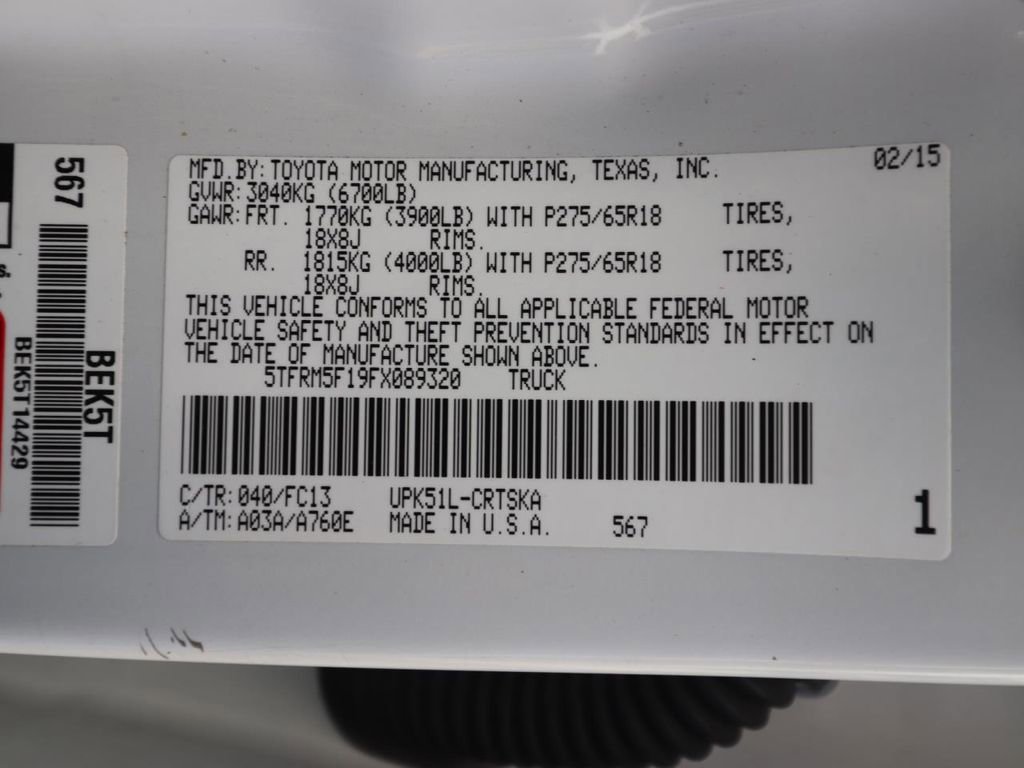 567
BEK5T
BEK5T14429
s.
MFD.BY:TOYOTA MOTOR MANUFACTURING, TEXAS, INC. 02/15
GVWR:3040KG (6700LB)
GAWR:FRT. 1770KG (3900LB) WITH P275/65R18 TIRES,
18X8J RIMS.
RR. 1815KG (4000LB) WITH P275/65R18 TIRES,
18X8J RIMS.
THIS VEHICLE CONFORMS TO ALL APPLICABLE FEDERAL MOTOR
VEHICLE SAFETY AND THEFT PREVENTION STANDARDS IN EFFECT ON
THE DATE OF MANUFACTURE SHOWN ABOVE.
5TFRM5F19FX089320 TRUCK
C/TR:040/FC13 UPK51L-CRTSKA
A/TM:A03A/A760E MADE IN U.S.A. 567
1